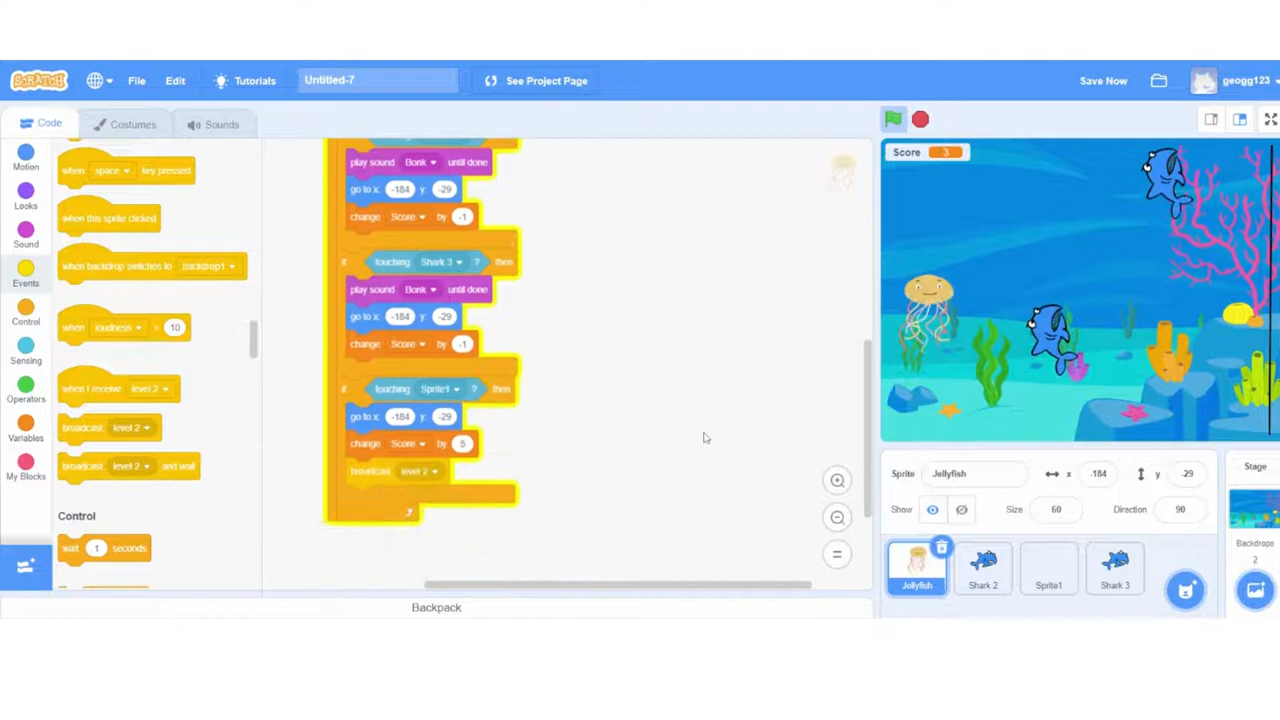 SCRATCH File Edit Tutorials Untitled-7 See Project Page Save Now geogg123
Code Costumes Sounds
Motion
Looks
Sound
Events
Control
Sensing
Operators
Variables
My Blocks
when space key pressed
when this sprite clicked
when backdrop switches to backdrop1
when loudness > 10
when I receive level 2
broadcast level 2
broadcast level 2 and wait
Control
wait 1 seconds
play sound Bonk until done
go to x: -184 y: -29
change Score by -1
if touching Shark 3 ? then
play sound Bonk until done
go to x: -184 y: -29
change Score by -1
if touching Sprite1 ? then
go to x: -184 y: -29
change Score by 5
broadcast level 2
Backpack
Score 3
Sprite Jellyfish x -184 y -29
Show Size 60 Direction 90
Jellyfish Shark 2 Sprite1 Shark 3
Stage
Backdrops
2